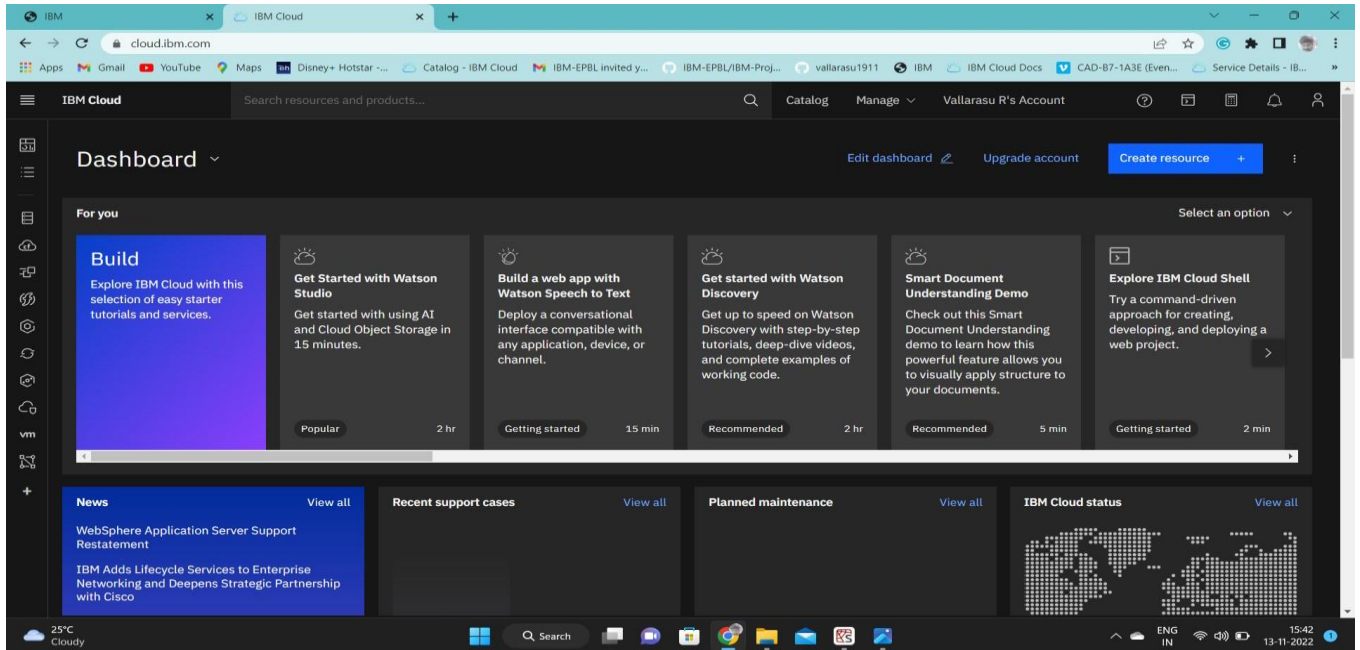 IBM
IBM Cloud
cloud.ibm.com
Apps
Gmail
YouTube
Maps
Disney+ Hotstar -...
Catalog - IBM Cloud
IBM-EPBL invited y...
IBM-EPBL/IBM-Proj...
vallarasu1911
IBM
IBM Cloud Docs
CAD-B7-1A3E (Even...
Service Details - IB...
»
IBM Cloud
Search resources and products...
Catalog
Manage
Vallarasu R's Account
Dashboard
Edit dashboard
Upgrade account
Create resource +
For you
Select an option
Build
Explore IBM Cloud with this
selection of easy starter
tutorials and services.
Get Started with Watson
Studio
Get started with using AI
and Cloud Object Storage in
15 minutes.
Popular
2 hr
Build a web app with
Watson Speech to Text
Deploy a conversational
interface compatible with
any application, device, or
channel.
Getting started
15 min
Get started with Watson
Discovery
Get up to speed on Watson
Discovery with step-by-step
tutorials, deep-dive videos,
and complete examples of
working code.
Recommended
2 hr
Smart Document
Understanding Demo
Check out this Smart
Document Understanding
demo to learn how this
powerful feature allows you
to visually apply structure to
your documents.
Recommended
5 min
Explore IBM Cloud Shell
Try a command-driven
approach for creating,
developing, and deploying a
web project.
Getting started
2 min
vm
News
View all
WebSphere Application Server Support
Restatement
IBM Adds Lifecycle Services to Enterprise
Networking and Deepens Strategic Partnership
with Cisco
Recent support cases
View all
Planned maintenance
View all
IBM Cloud status
View all
25°C
Cloudy
Search
ENG
IN
15:42
13-11-2022
1